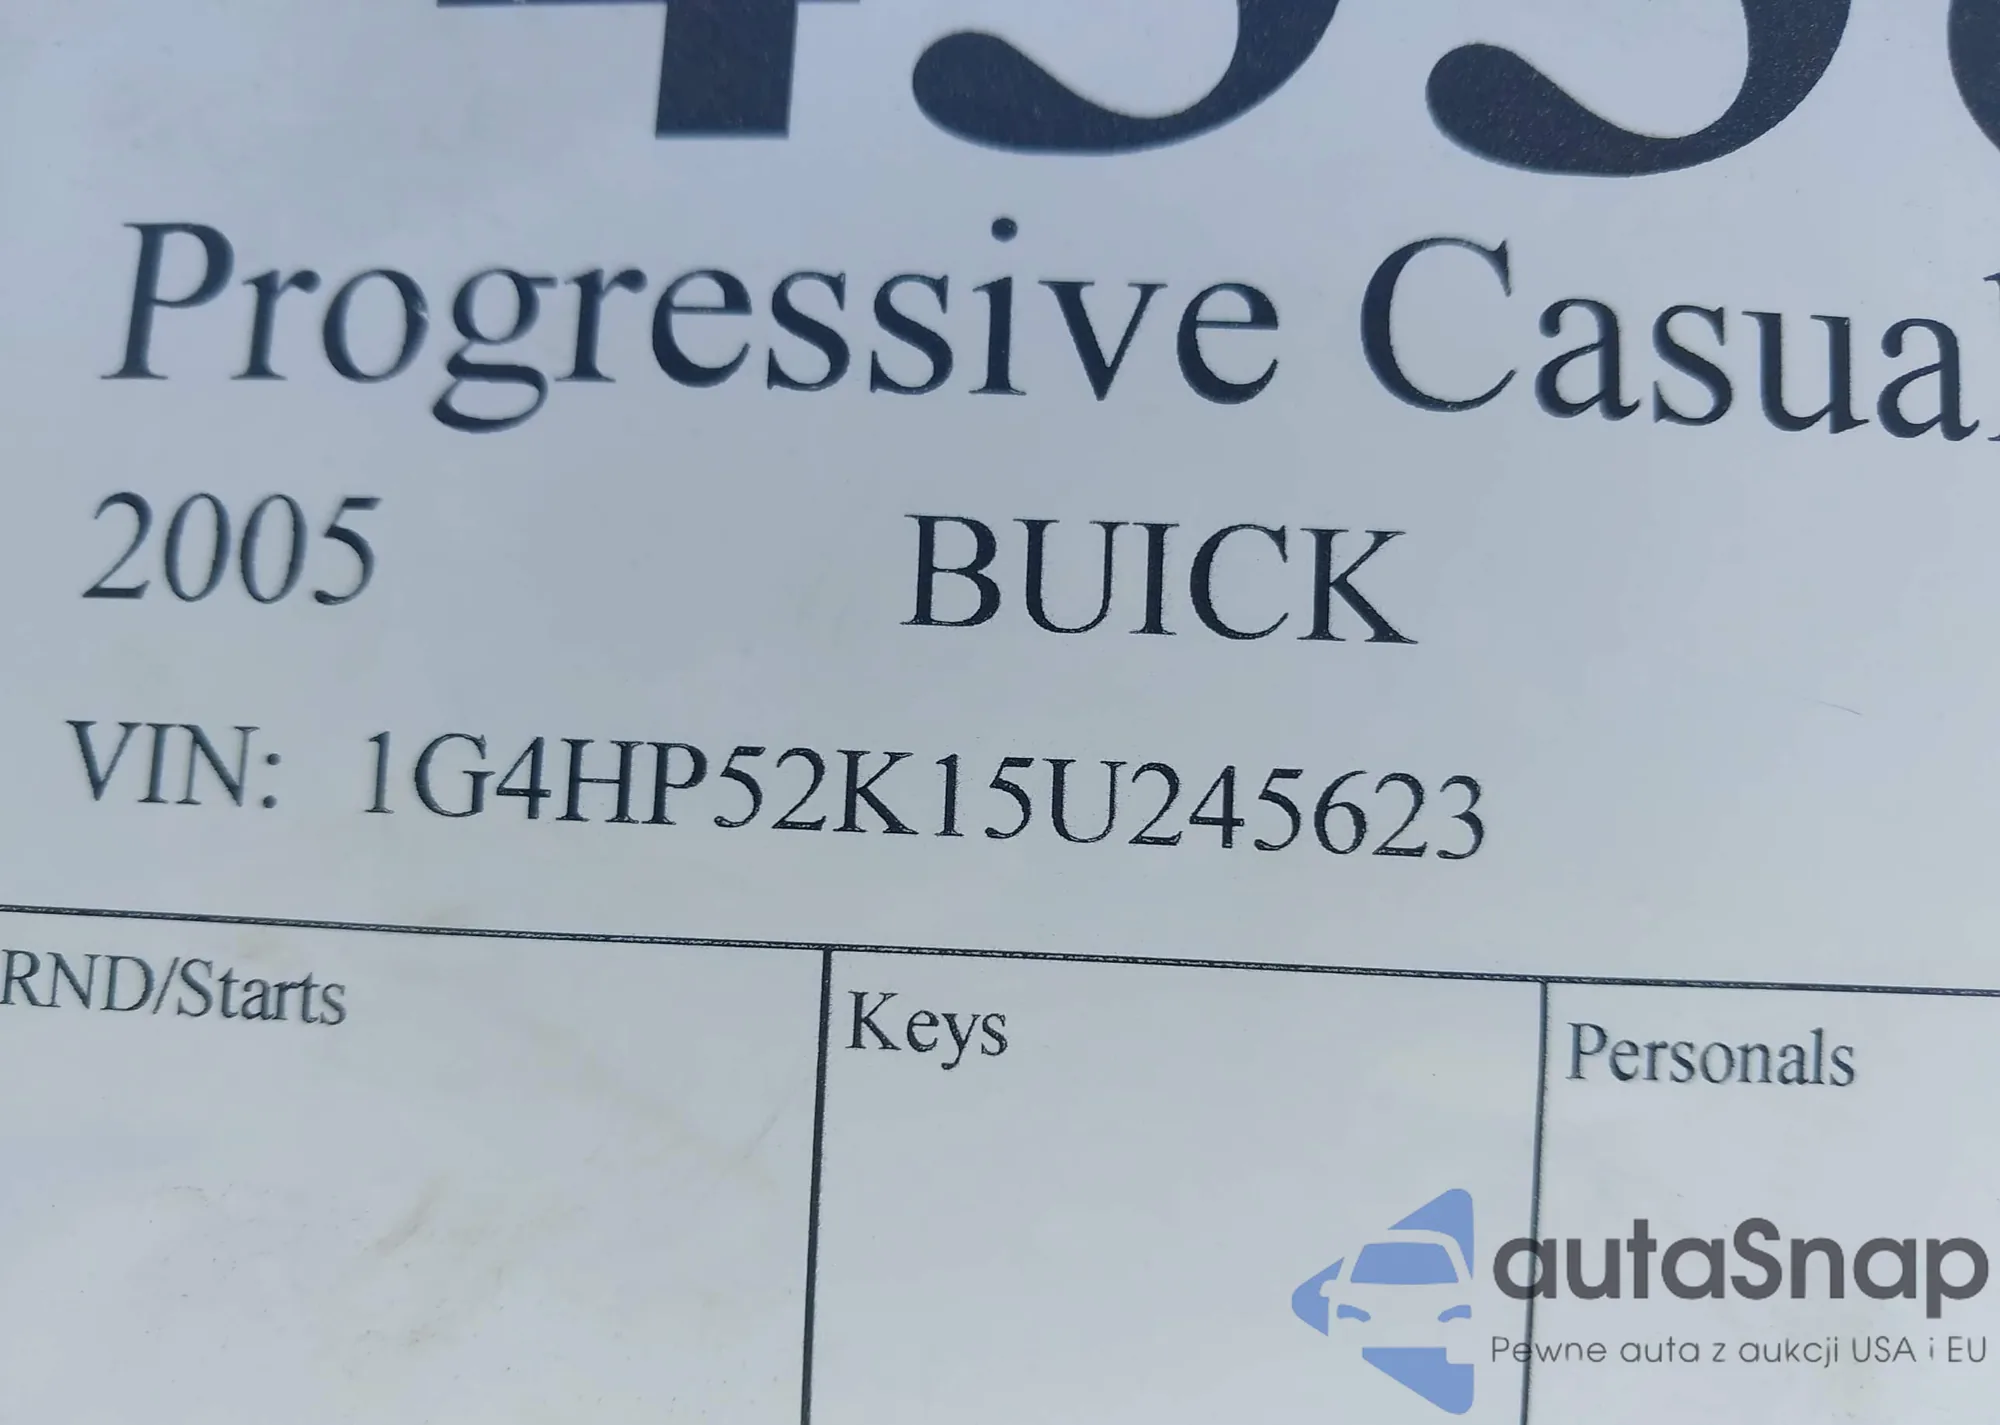 Progressive Casual
2005 BUICK
VIN: 1G4HP52K15U245623
RND/Starts Keys Personals
autaSnap
Pewne auta z aukcji USA i EU